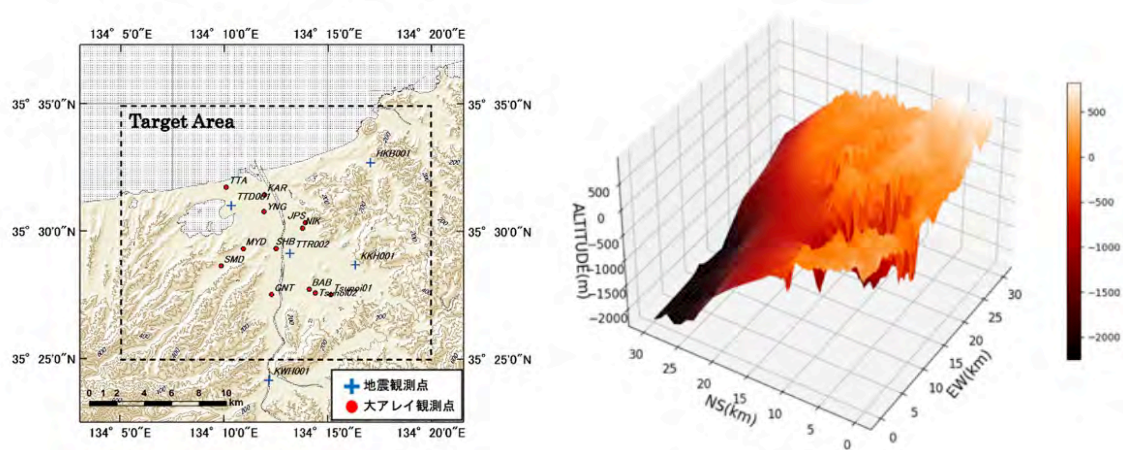 134° 5'0"E 134° 10'0"E 134° 15'0"E 134° 20'0"E
35° 35'0"N 35° 35'0"N
Target Area
200
HKB001
TTA
KAR
TTD001
YNG
JPS
NIK
35° 30'0"N 35° 30'0"N
MYD
SHB
TTR002
SMD
KKH001
GNT
BAB
Tsunoi01
Tsunoi02
35° 25'0"N 35° 25'0"N
KWH001
0 1 2 4 6 8 10
km
地震観測点
大アレイ観測点
134° 5'0"E 134° 10'0"E 134° 15'0"E 134° 20'0"E
ALTITUDE(m)
500
0
−500
−1000
−1500
−2000
30
25
20
15
10
5
0
NS(km)
0
5
10
15
20
25
30
EW(km)
500
0
−500
−1000
−1500
−2000